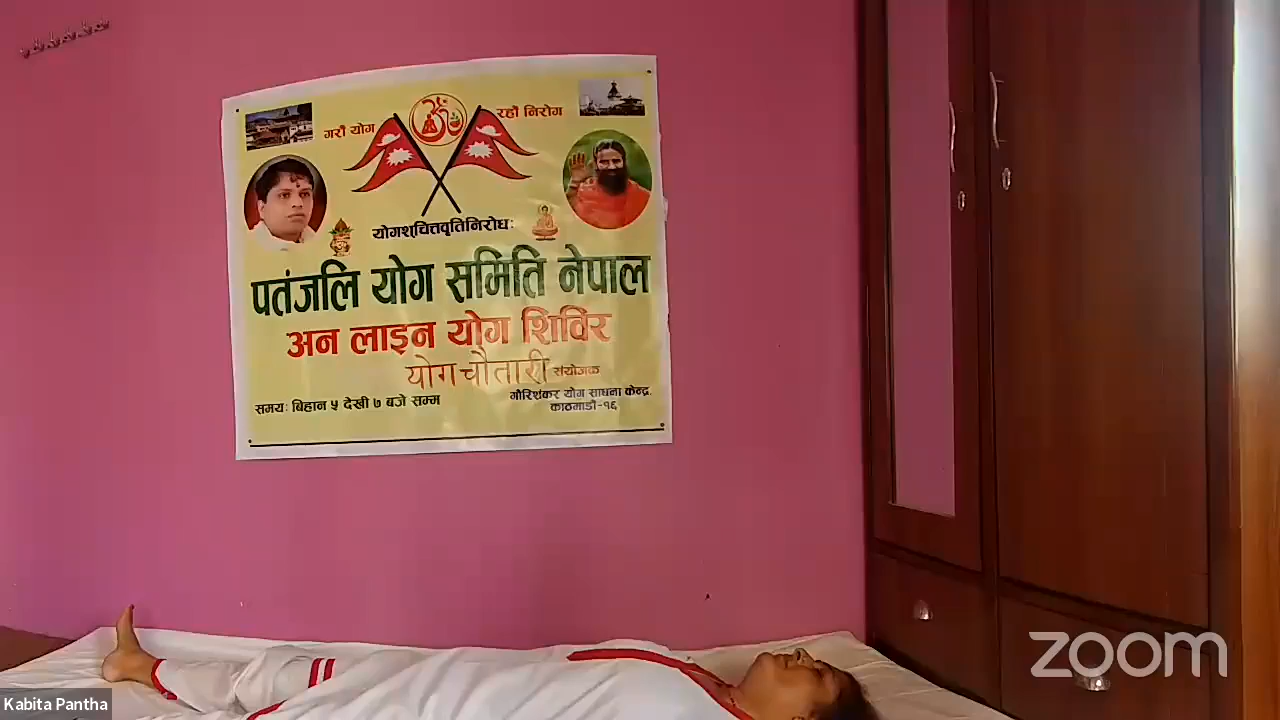 गरौं योग
रहौं निरोग
योगश्चित्तवृतिनिरोधः
पतंजलि योग समिति नेपाल
अन लाइन योग शिविर
योग चौतारी संयोजक
समयः बिहान ५ देखी ७ बजे सम्म
गौरिशंकर योग साधना केन्द्र.
काठमाडौं-१६
zoom
Kabita Pantha